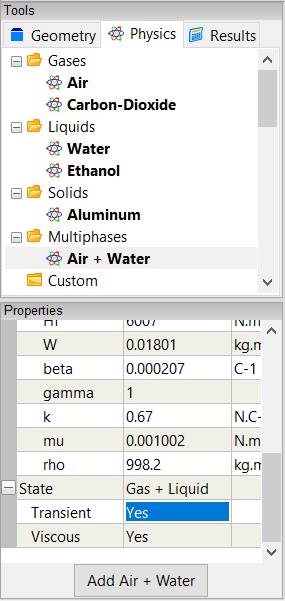 Tools
Geometry Physics Results
Gases
Air
Carbon-Dioxide
Liquids
Water
Ethanol
Solids
Aluminum
Multiphases
Air + Water
Custom
Properties
Hf 6007 N.m
W 0.01801 kg.m
beta 0.000207 C-1
gamma 1
k 0.67 N.C-
mu 0.001002 N.m
rho 998.2 kg.m
State Gas + Liquid
Transient Yes
Viscous Yes
Add Air + Water